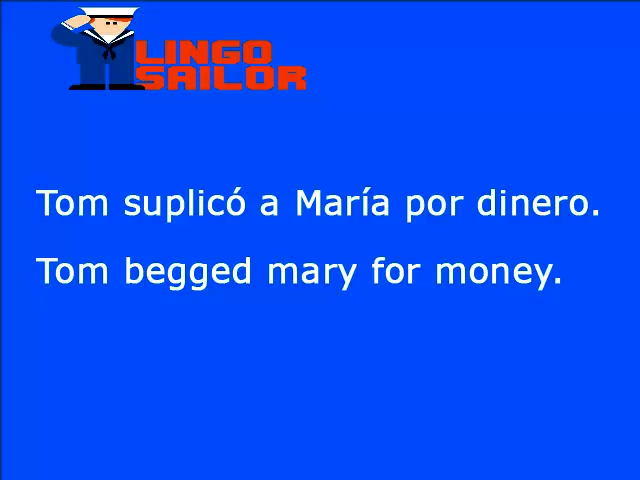 LINGO
SAILOR
Tom suplicó a María por dinero.
Tom begged mary for money.